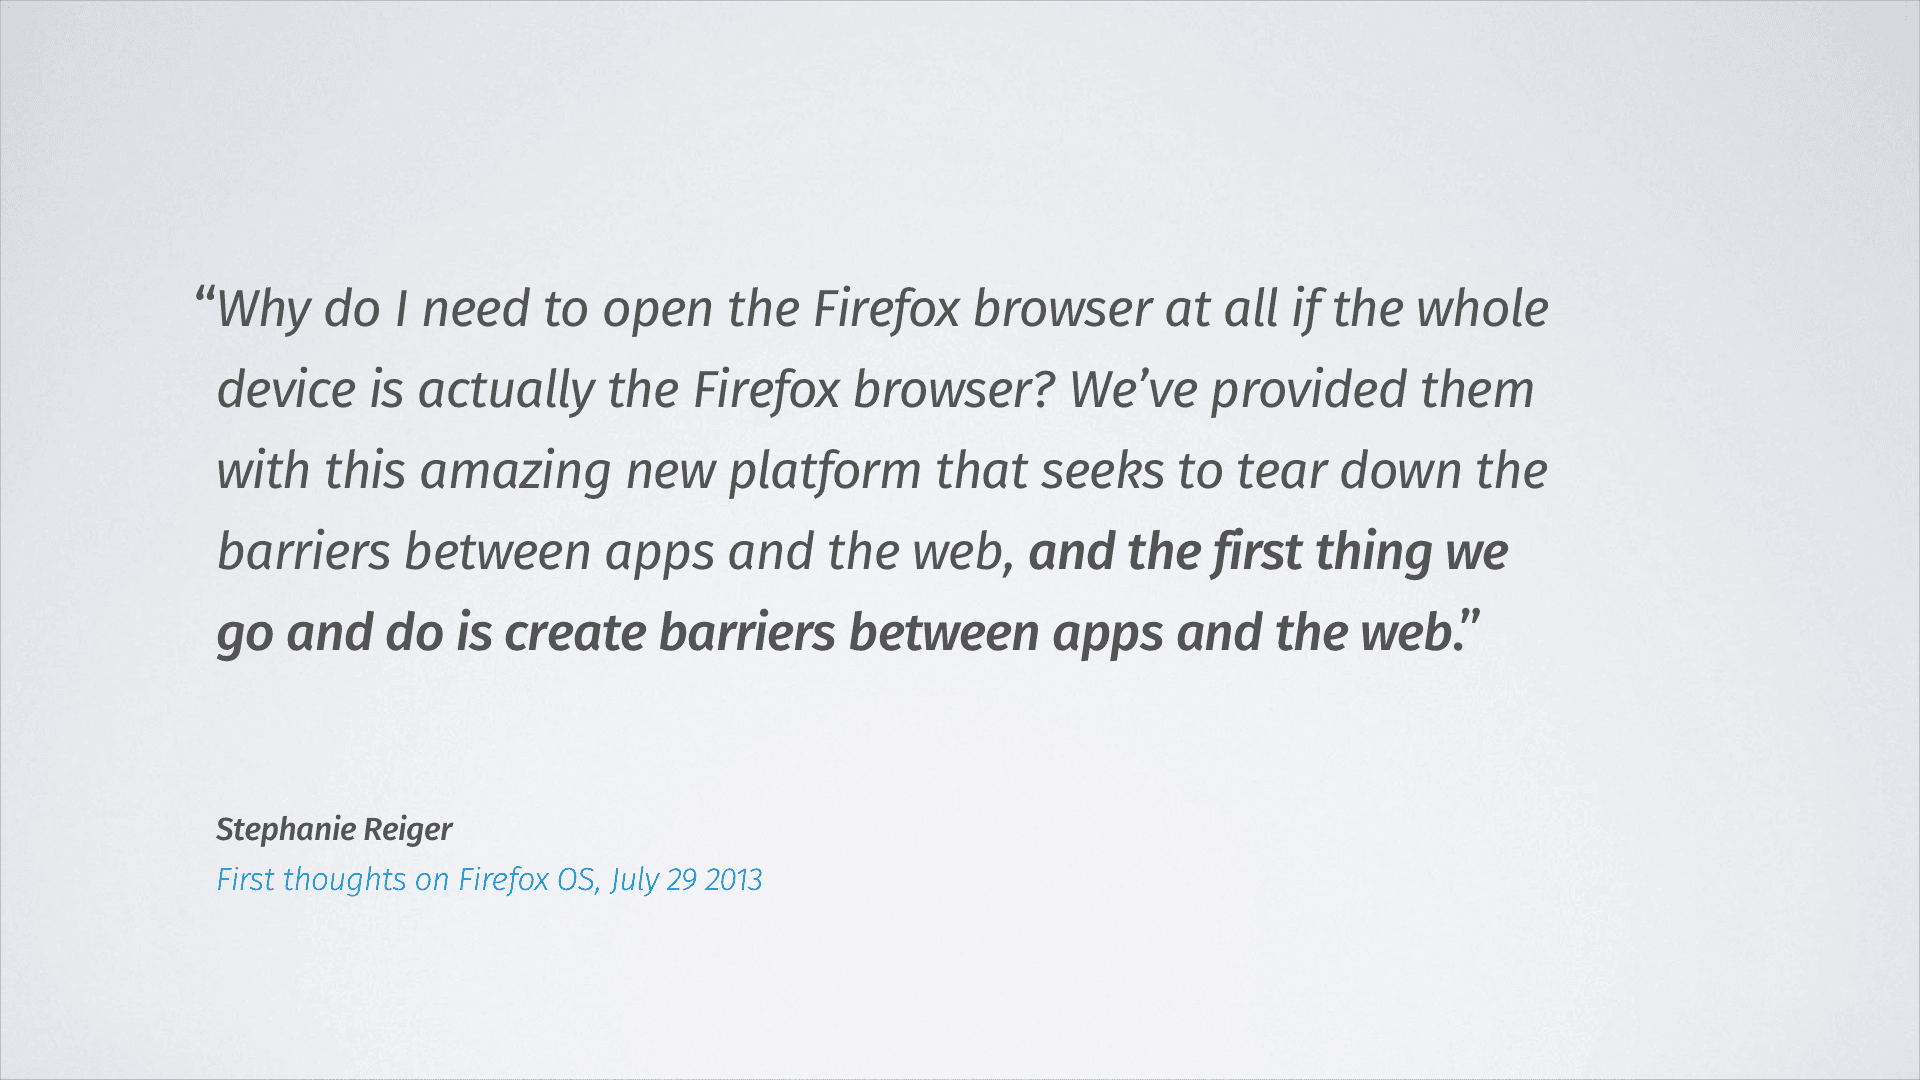 “Why do I need to open the Firefox browser at all if the whole
device is actually the Firefox browser? We’ve provided them
with this amazing new platform that seeks to tear down the
barriers between apps and the web, and the first thing we
go and do is create barriers between apps and the web.”
Stephanie Reiger
First thoughts on Firefox OS, July 29 2013